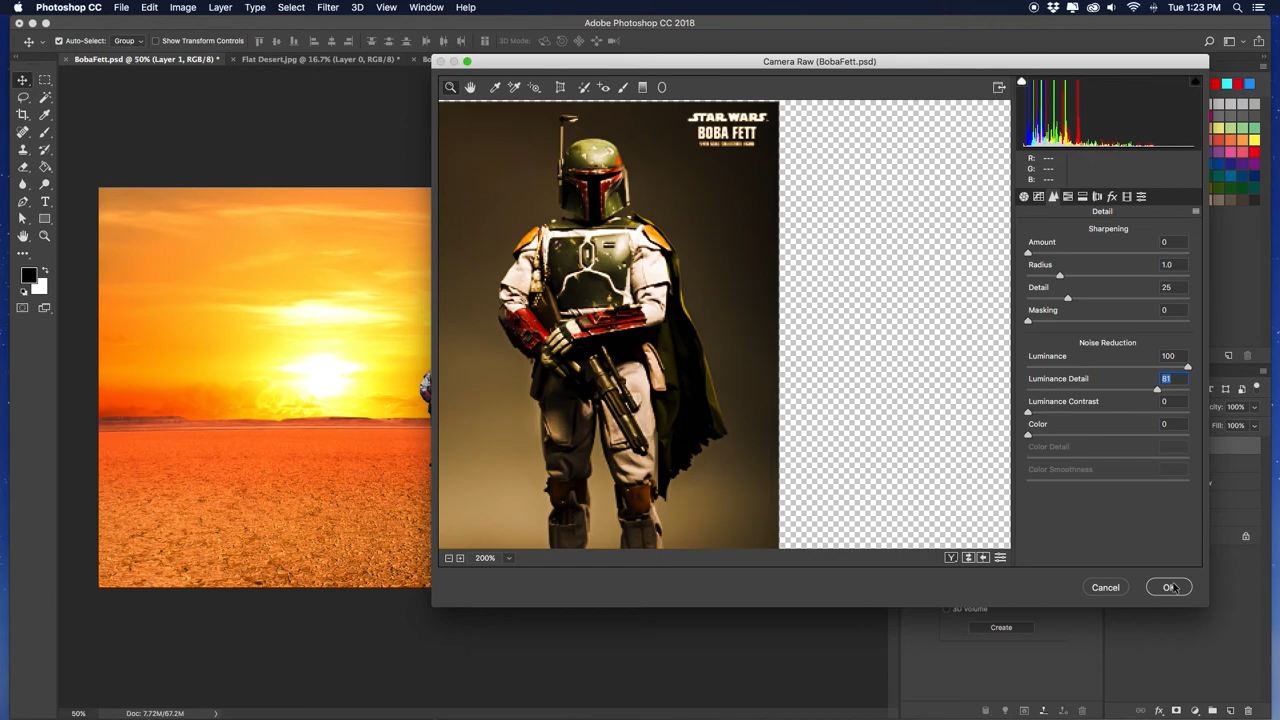 Photoshop CC File Edit Image Layer Type Select Filter 3D View Window Help Tue 1:23 PM
Adobe Photoshop CC 2018
Auto-Select: Group Show Transform Controls 3D Mode:
BobaFett.psd @ 50% (Layer 1, RGB/8) * Flat Desert.jpg @ 16.7% (Layer 0, RGB/8) *
Camera Raw (BobaFett.psd)
STAR WARS
BOBA FETT
R: ---
G: ---
B: ---
Detail
Sharpening
Amount 0
Radius 1.0
Detail 25
Masking 0
Noise Reduction
Luminance 100
Luminance Detail 81
Luminance Contrast 0
Color 0
Color Detail
Color Smoothness
100%
Fill: 100%
200%
Y
Cancel OK
3D Volume
Create
50% Doc: 7.72M/67.2M